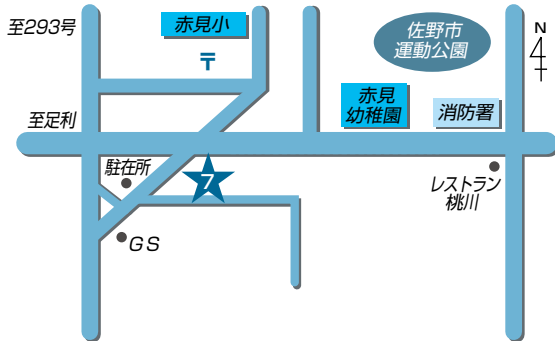 至293号
赤見小
〒
佐野市
運動公園
N
至足利
赤見
幼稚園
消防署
駐在所
7
レストラン
桃川
GS